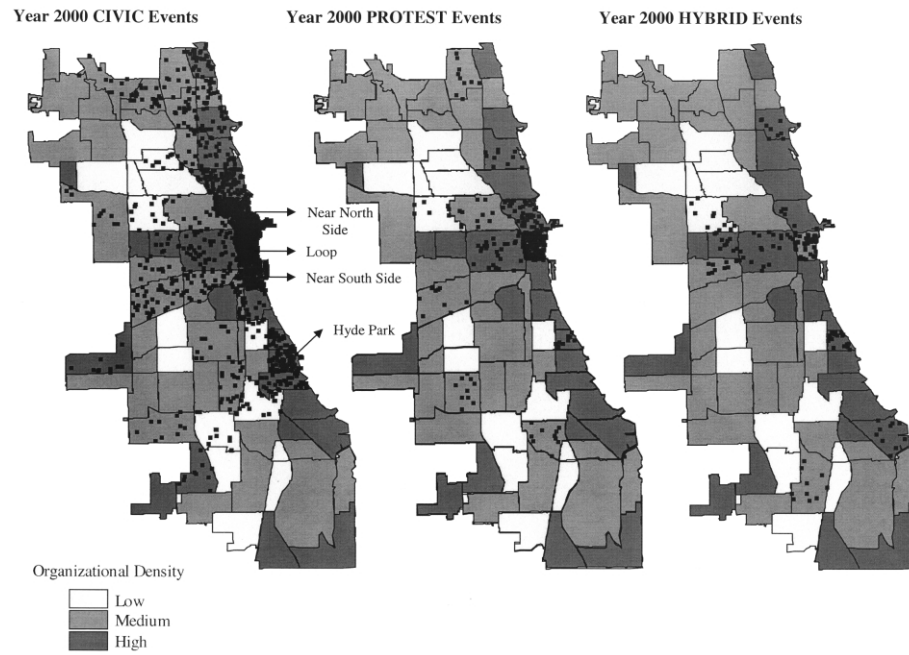 Year 2000 CIVIC Events
Year 2000 PROTEST Events
Year 2000 HYBRID Events
Near North
Side
Loop
Near South Side
Hyde Park
Organizational Density
Low
Medium
High